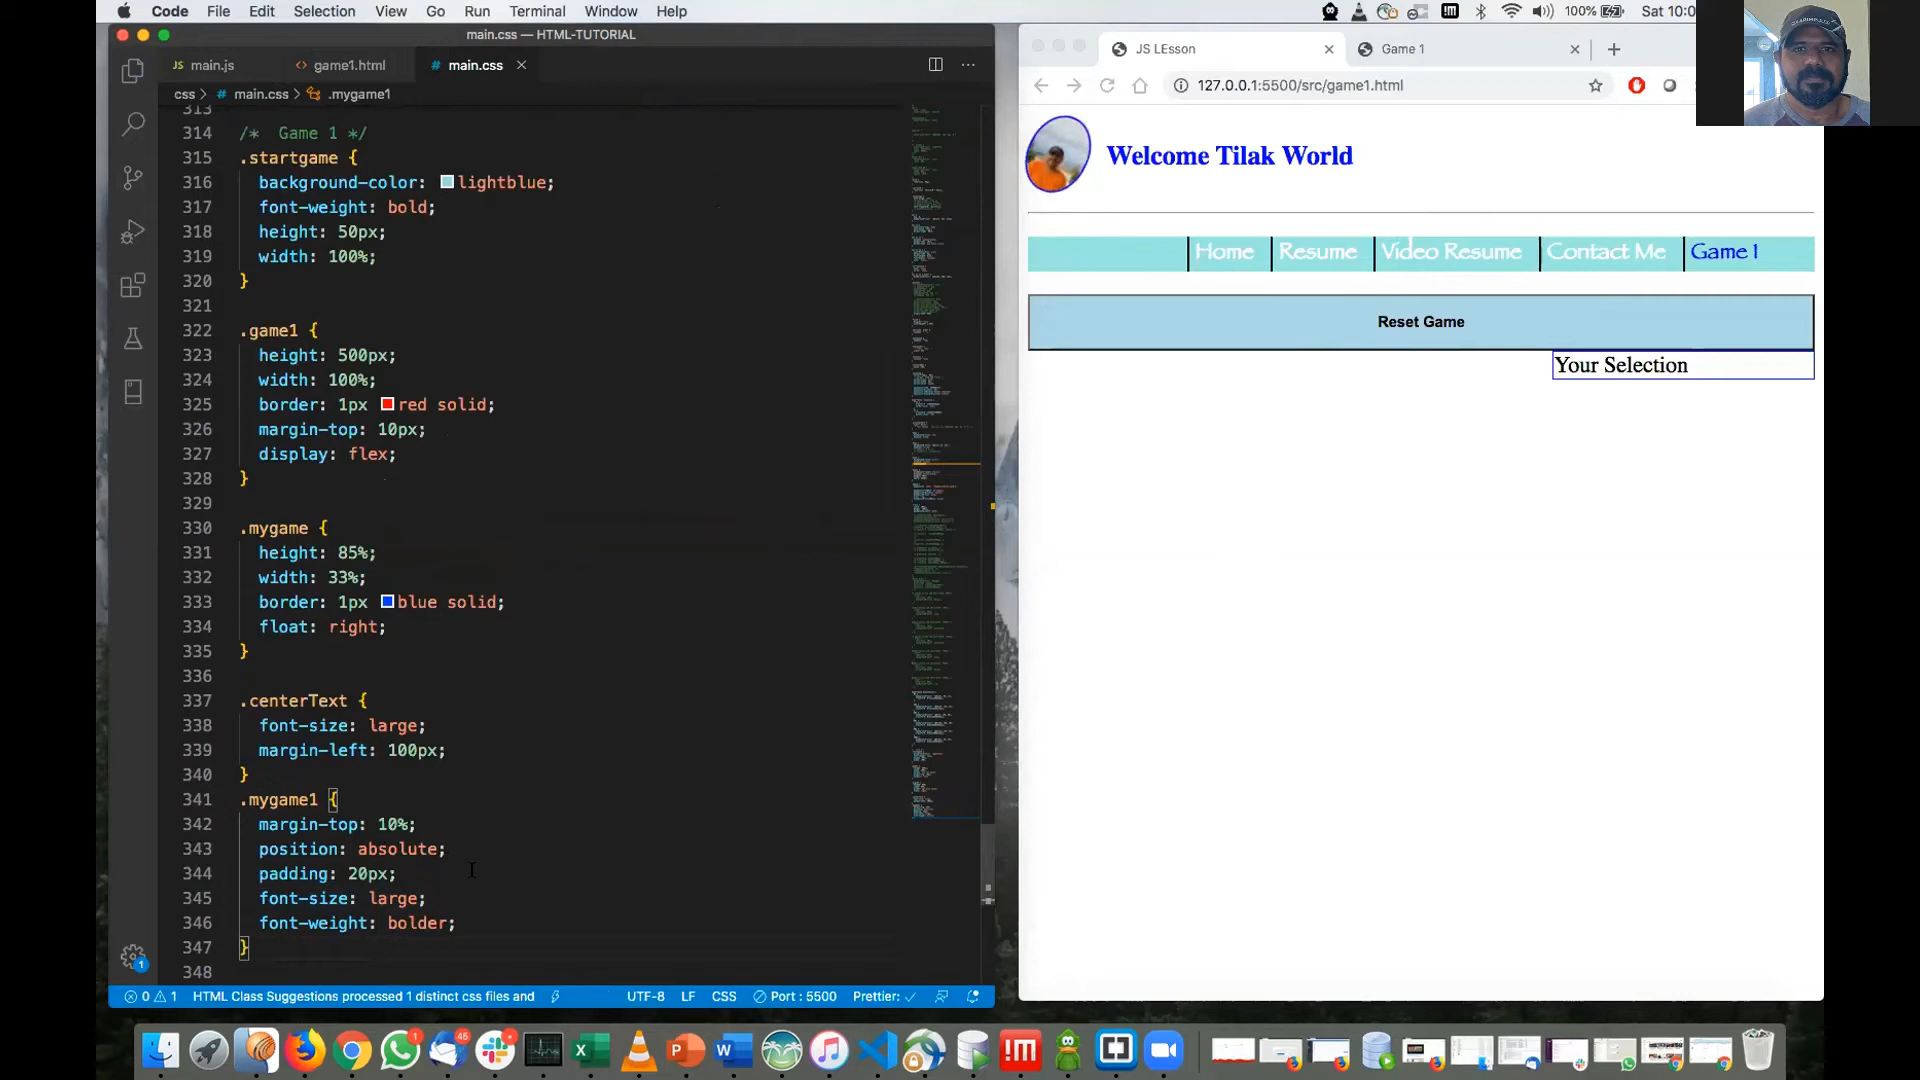 Code File Edit Selection View Go Run Terminal Window Help
100% Sat 10:0
main.css — HTML-TUTORIAL
JS main.js <> game1.html # main.css
css > # main.css > .mygame1
313
314 /*  Game 1 */
315 .startgame {
316 background-color: lightblue;
317 font-weight: bold;
318 height: 50px;
319 width: 100%;
320 }
321
322 .game1 {
323 height: 500px;
324 width: 100%;
325 border: 1px red solid;
326 margin-top: 10px;
327 display: flex;
328 }
329
330 .mygame {
331 height: 85%;
332 width: 33%;
333 border: 1px blue solid;
334 float: right;
335 }
336
337 .centerText {
338 font-size: large;
339 margin-left: 100px;
340 }
341 .mygame1 {
342 margin-top: 10%;
343 position: absolute;
344 padding: 20px;
345 font-size: large;
346 font-weight: bolder;
347 }
348
1
0 1 HTML Class Suggestions processed 1 distinct css files and UTF-8 LF CSS Port : 5500 Prettier: ✓
JS LEsson Game 1
127.0.0.1:5500/src/game1.html
Welcome Tilak World
Home Resume Video Resume Contact Me Game 1
Reset Game
Your Selection
1 45 X P W !M